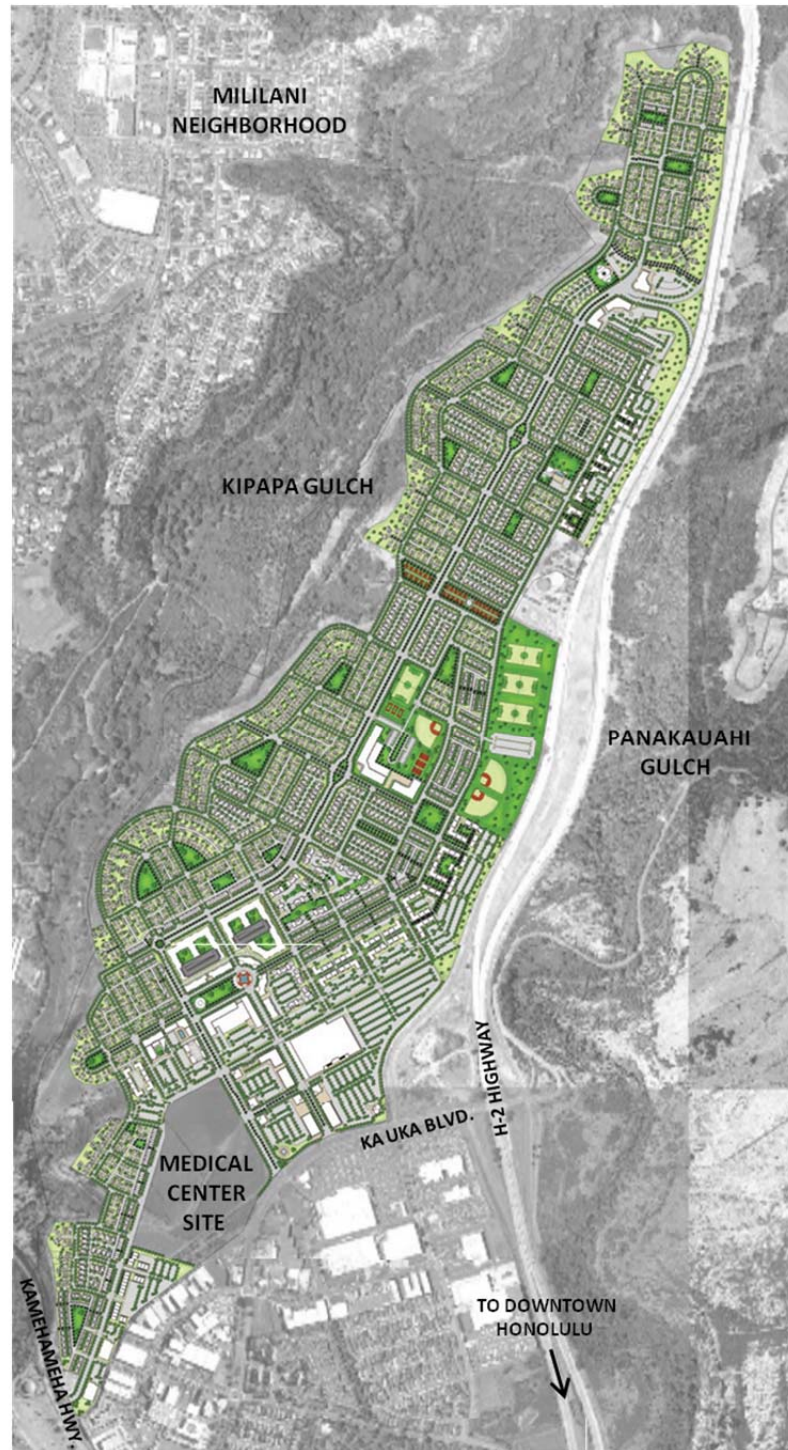 MILILANI
NEIGHBORHOOD
KIPAPA GULCH
PANAKAUAHI
GULCH
H-2 HIGHWAY
KA UKA BLVD.
MEDICAL
CENTER
SITE
KAMEHAMEHA HWY.
TO DOWNTOWN
HONOLULU